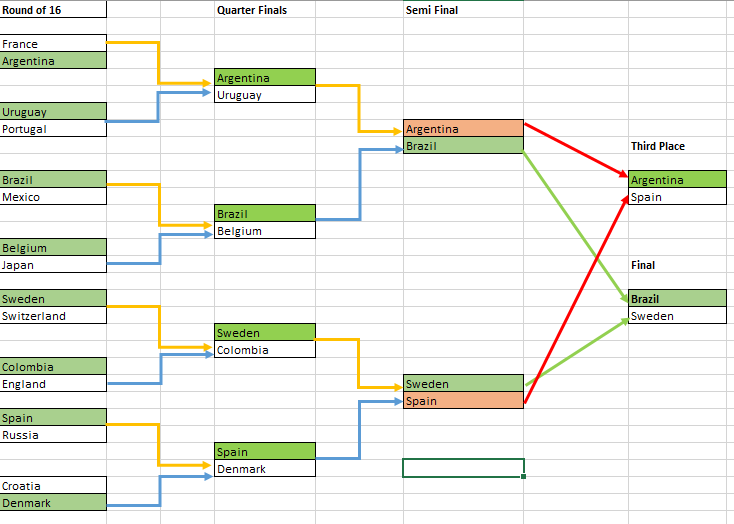 Round of 16
Quarter Finals
Semi Final
France
Argentina
Argentina
Uruguay
Uruguay
Portugal
Argentina
Brazil
Third Place
Brazil
Mexico
Argentina
Spain
Brazil
Belgium
Belgium
Japan
Final
Sweden
Switzerland
Brazil
Sweden
Sweden
Colombia
Colombia
England
Sweden
Spain
Spain
Russia
Spain
Denmark
Croatia
Denmark